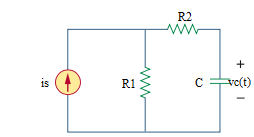 R2
+
is
R1
C
vc(t)
–